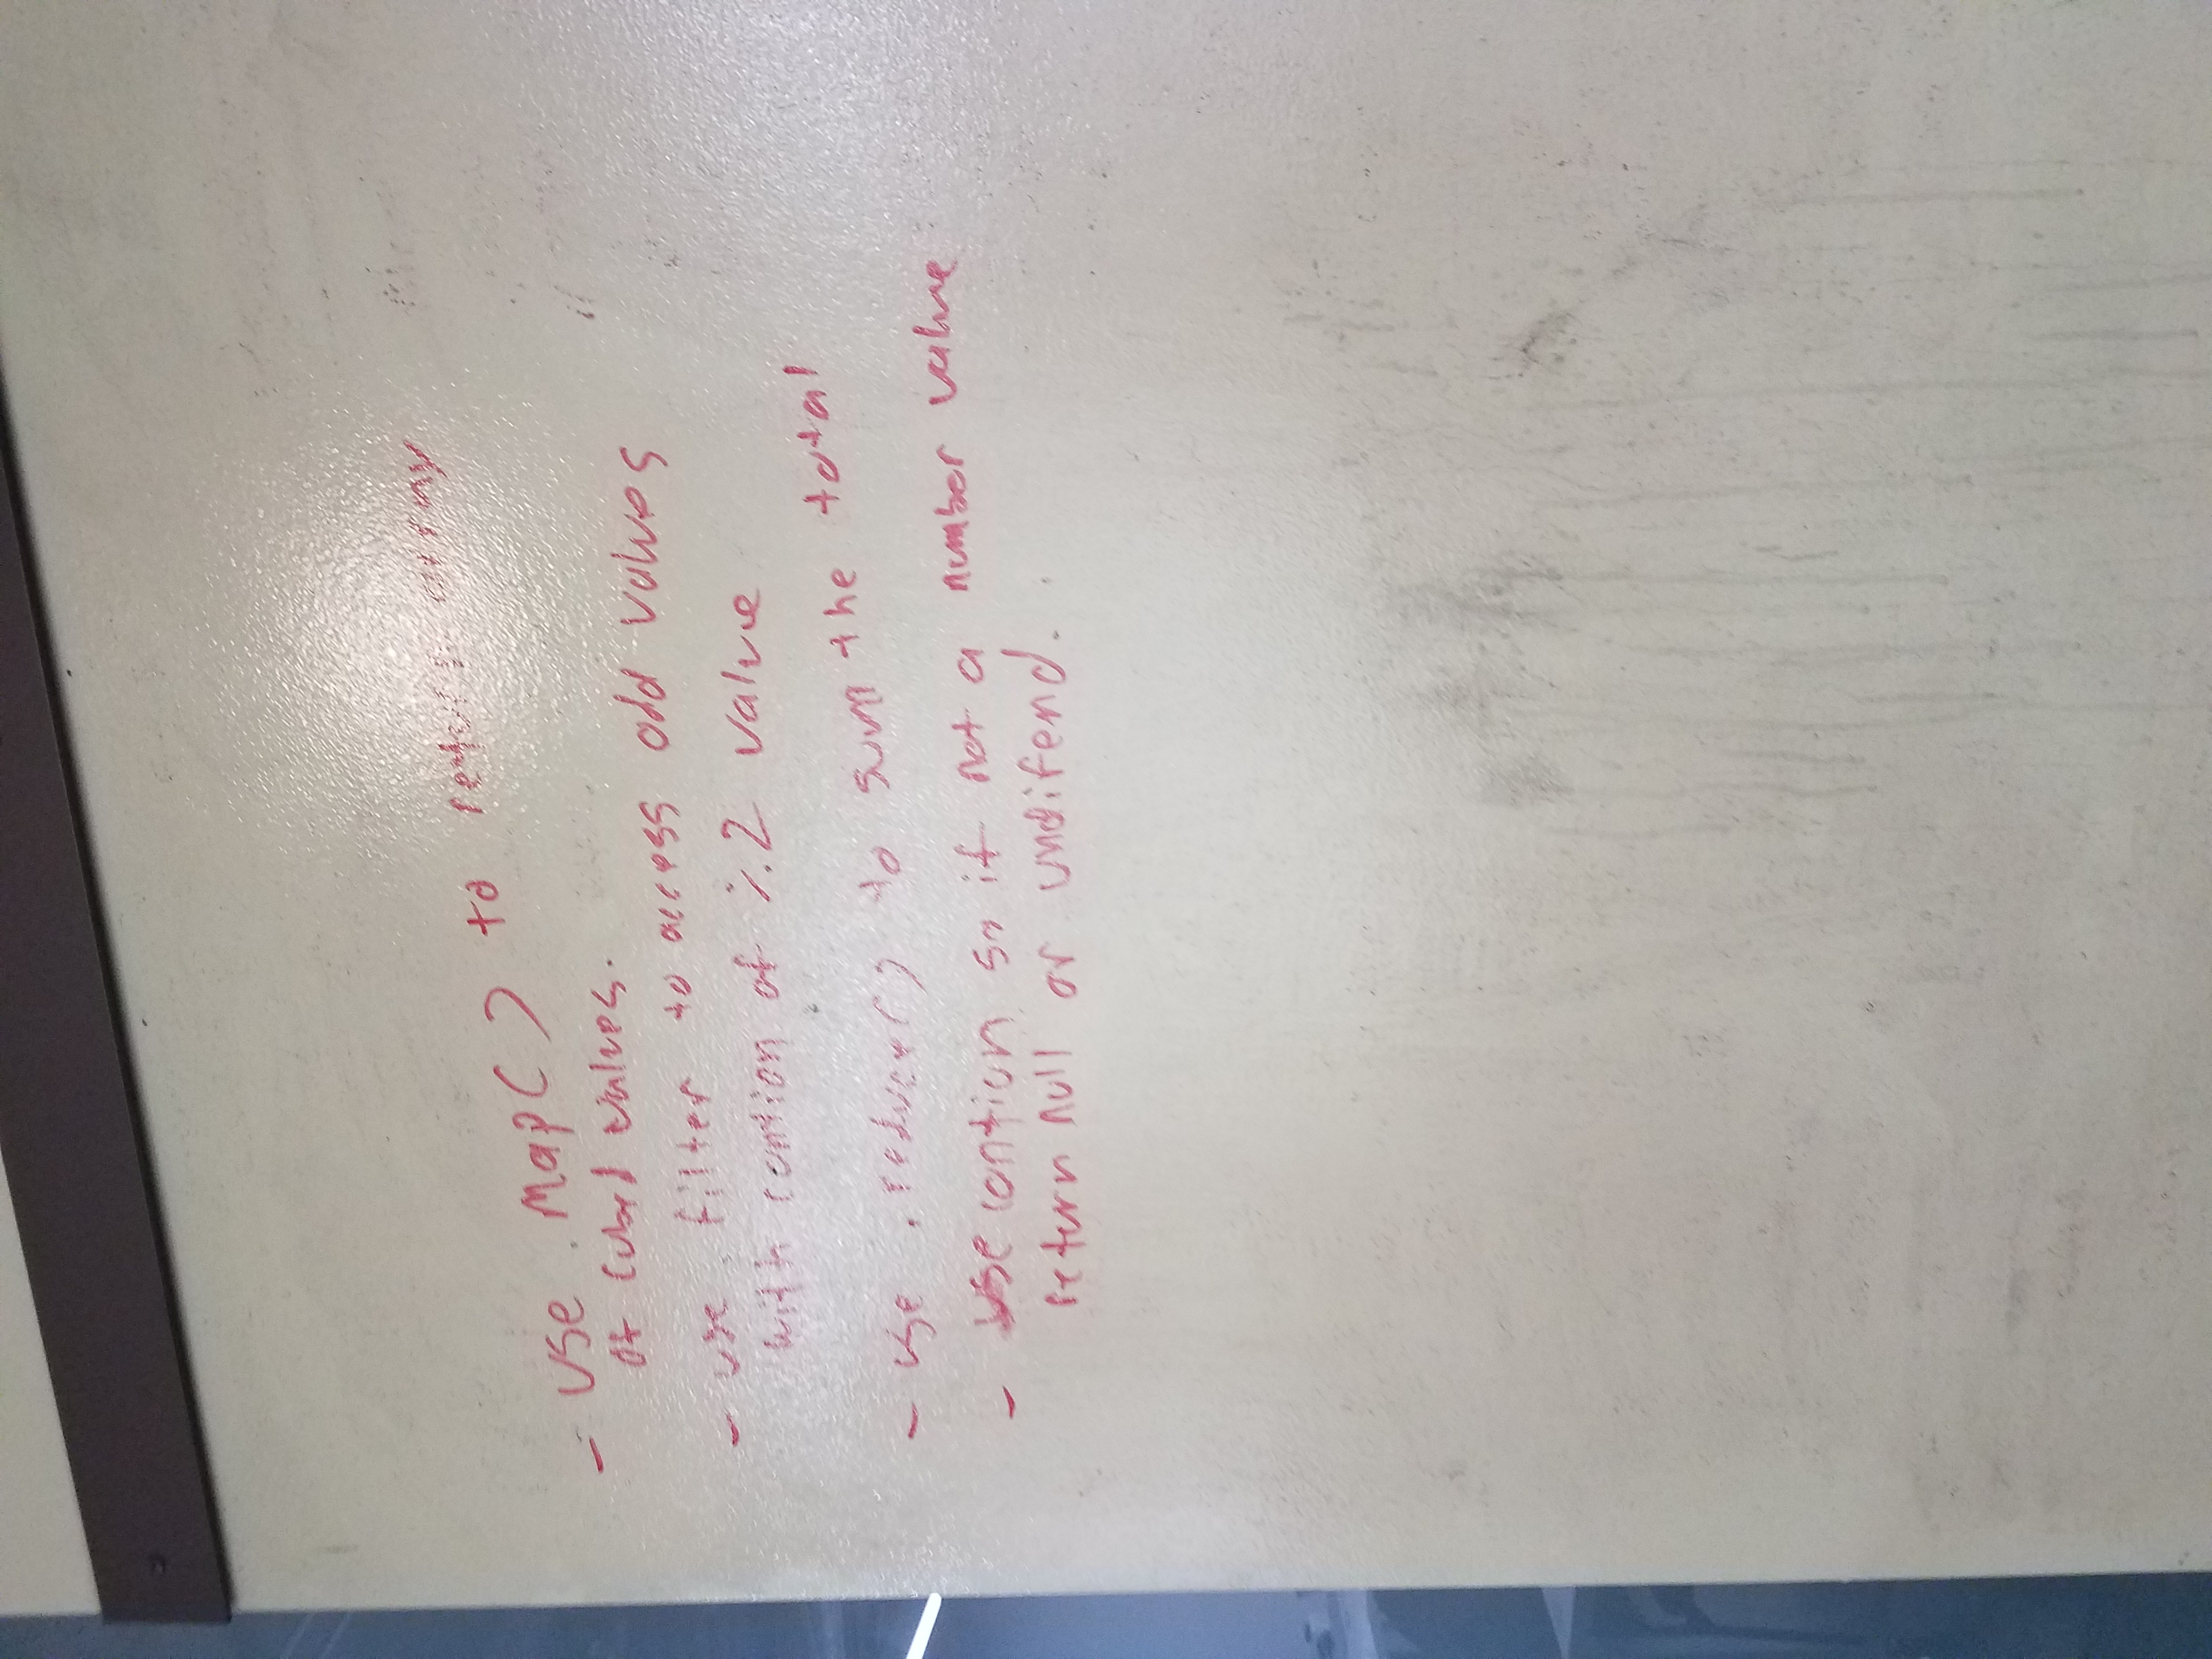 - use .Map() to return array
of cubed values.
- use .filter to access odd values
with contion of %2 value
- use .reduce() to sum the total
- use contion so if not a number value
return null or undifend.